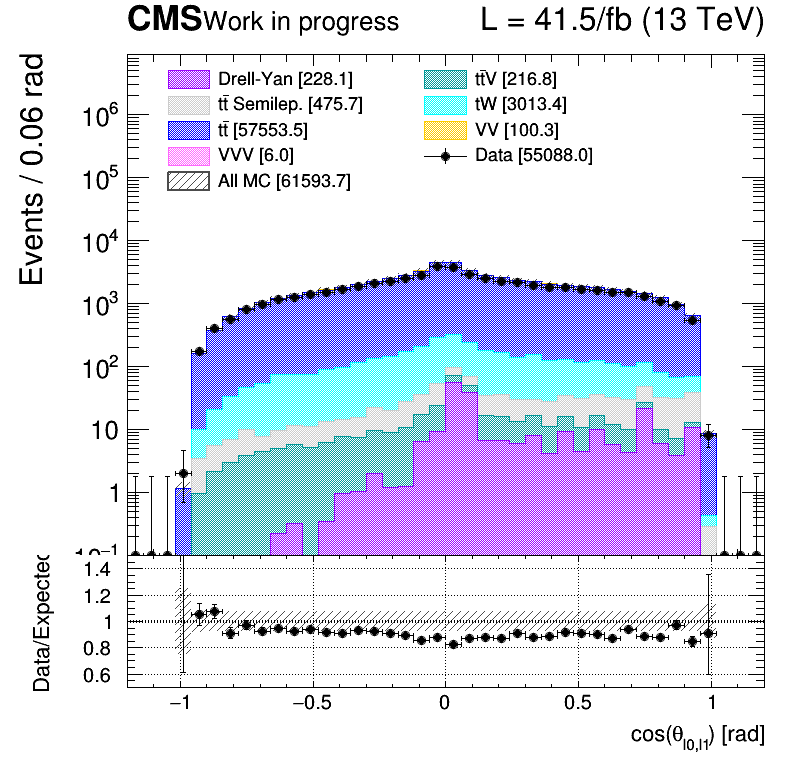 CMS Work in progress L = 41.5/fb (13 TeV)
Events / 0.06 rad
Drell-Yan [228.1] tt̄V [216.8]
tt̄ Semilep. [475.7] tW [3013.4]
tt̄ [57553.5] VV [100.3]
VVV [6.0] Data [55088.0]
All MC [61593.7]
10⁶
10⁵
10⁴
10³
10²
10
1
10⁻¹
Data/Expected
1.4
1.2
1
0.8
0.6
−1 −0.5 0 0.5 1
cos(θ_l0,l1) [rad]